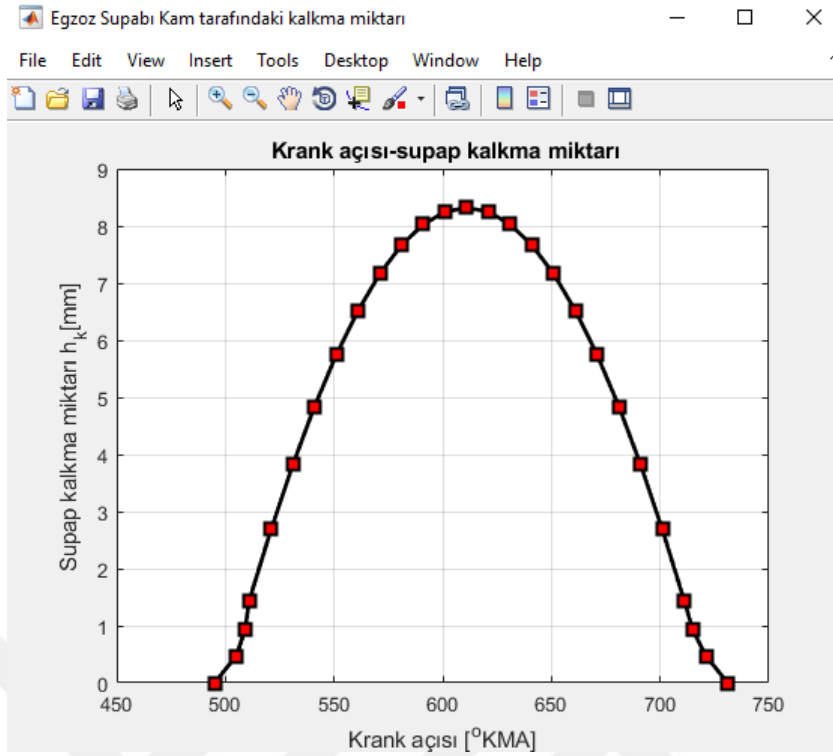 Egzoz Supabı Kam tarafındaki kalkma miktarı
File Edit View Insert Tools Desktop Window Help
Krank açısı-supap kalkma miktarı
9
8
7
6
5
4
3
2
1
0
Supap kalkma miktarı h_k[mm]
450 500 550 600 650 700 750
Krank açısı [°KMA]